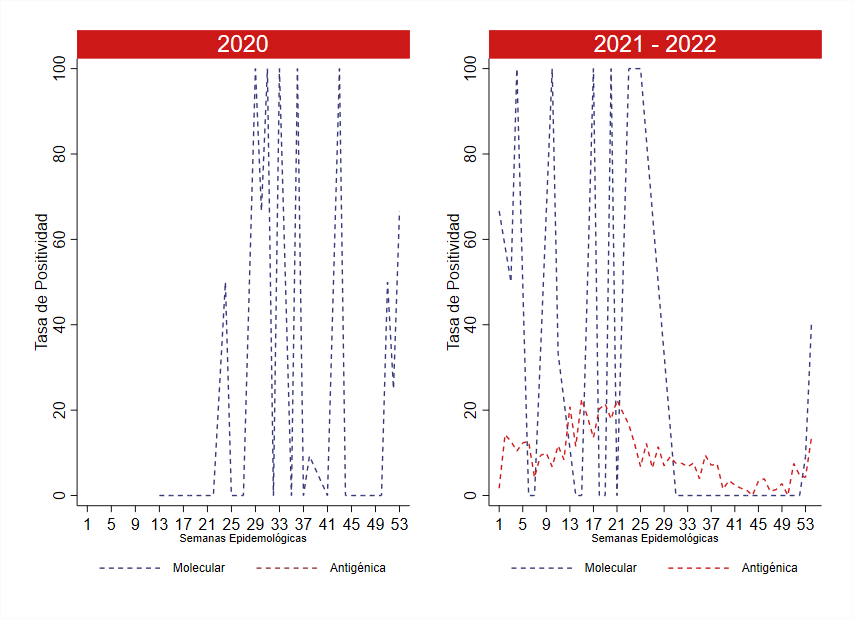 2020
Tasa de Positividad
100
80
60
40
20
0
1 5 9 13 17 21 25 29 33 37 41 45 49 53
Semanas Epidemológicas
Molecular Antigénica
2021 - 2022
Tasa de Positividad
100
80
60
40
20
0
1 5 9 13 17 21 25 29 33 37 41 45 49 53
Semanas Epidemológicas
Molecular Antigénica